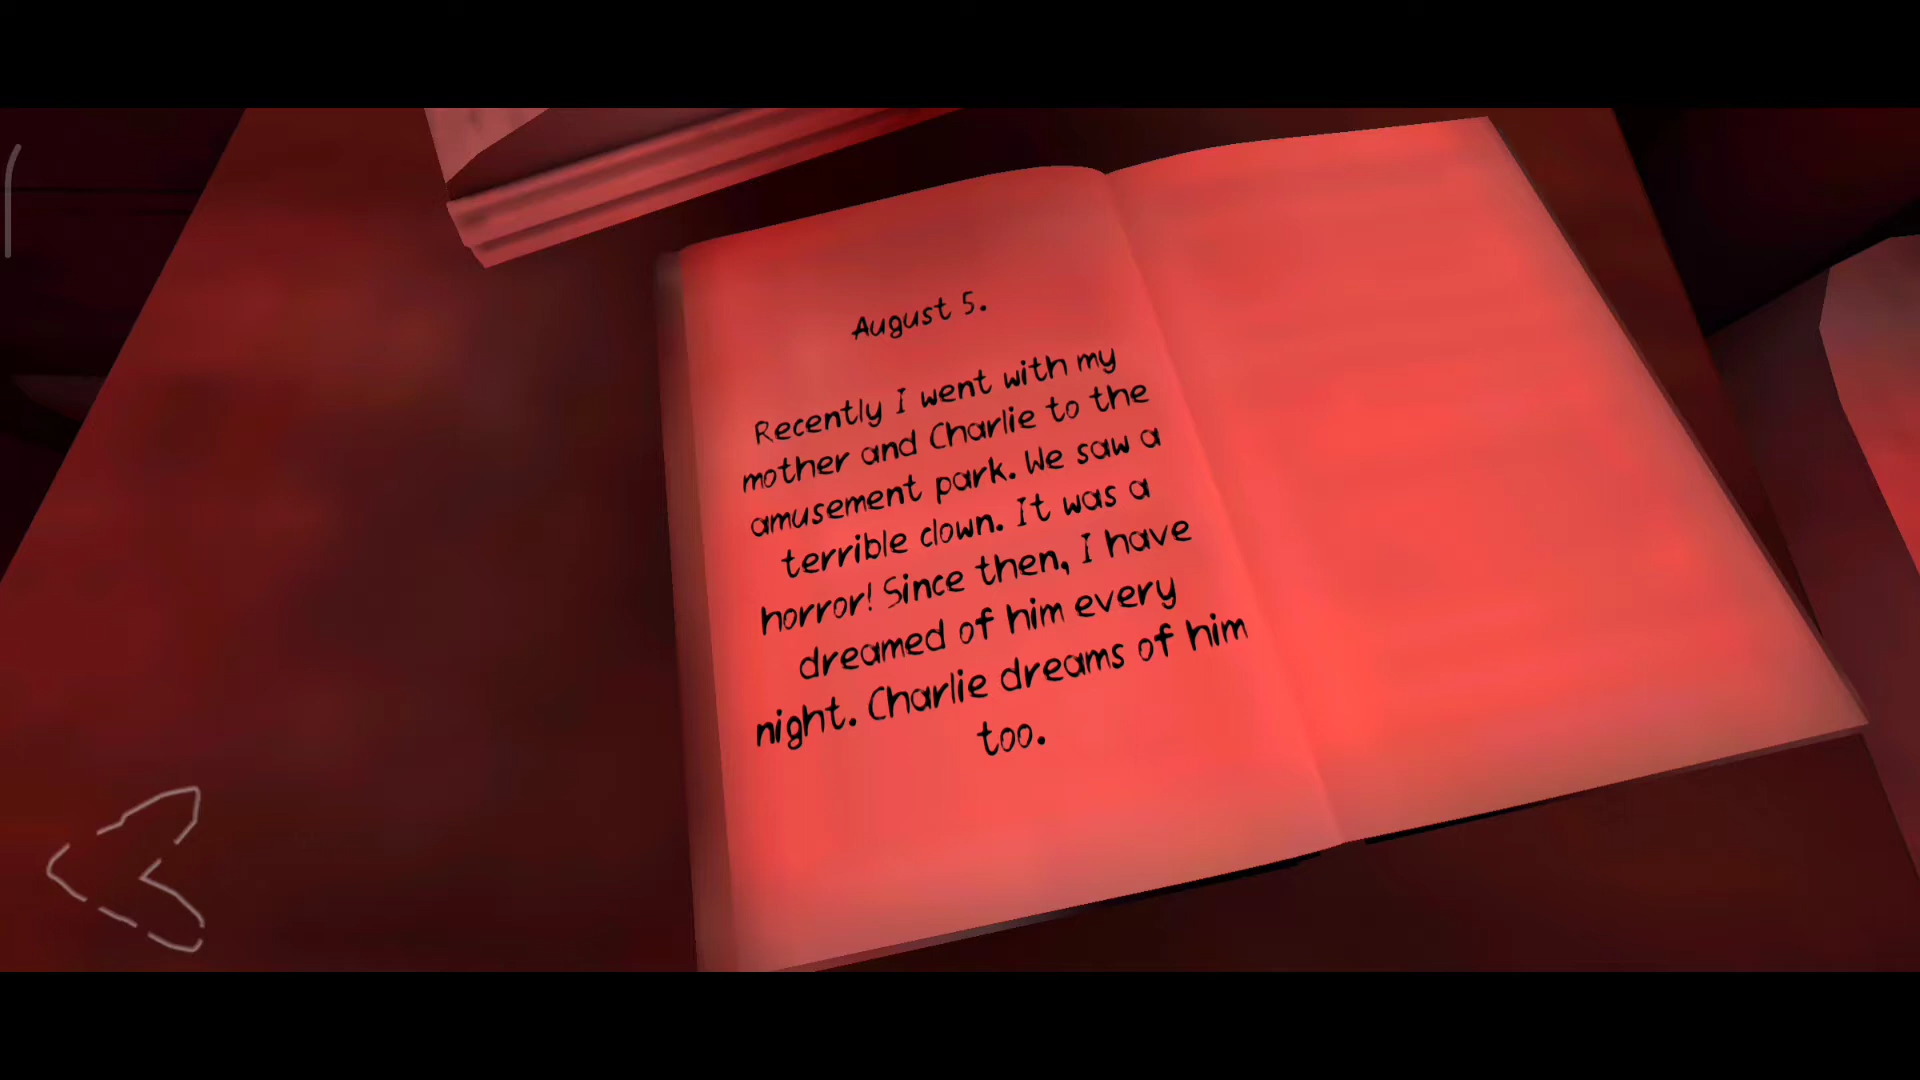 August 5.
Recently I went with my
mother and Charlie to the
amusement park. We saw a
terrible clown. It was a
horror! Since then, I have
dreamed of him every
night. Charlie dreams of him
too.